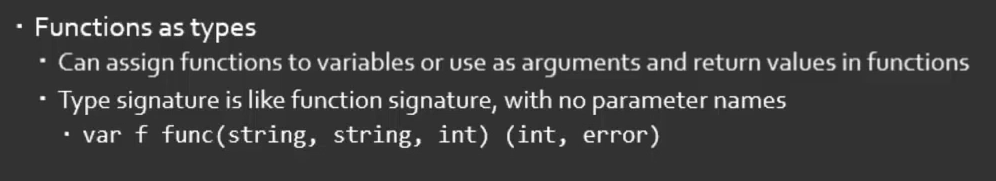 · Functions as types
· Can assign functions to variables or use as arguments and return values in functions
· Type signature is like function signature, with no parameter names
· var f func(string, string, int) (int, error)